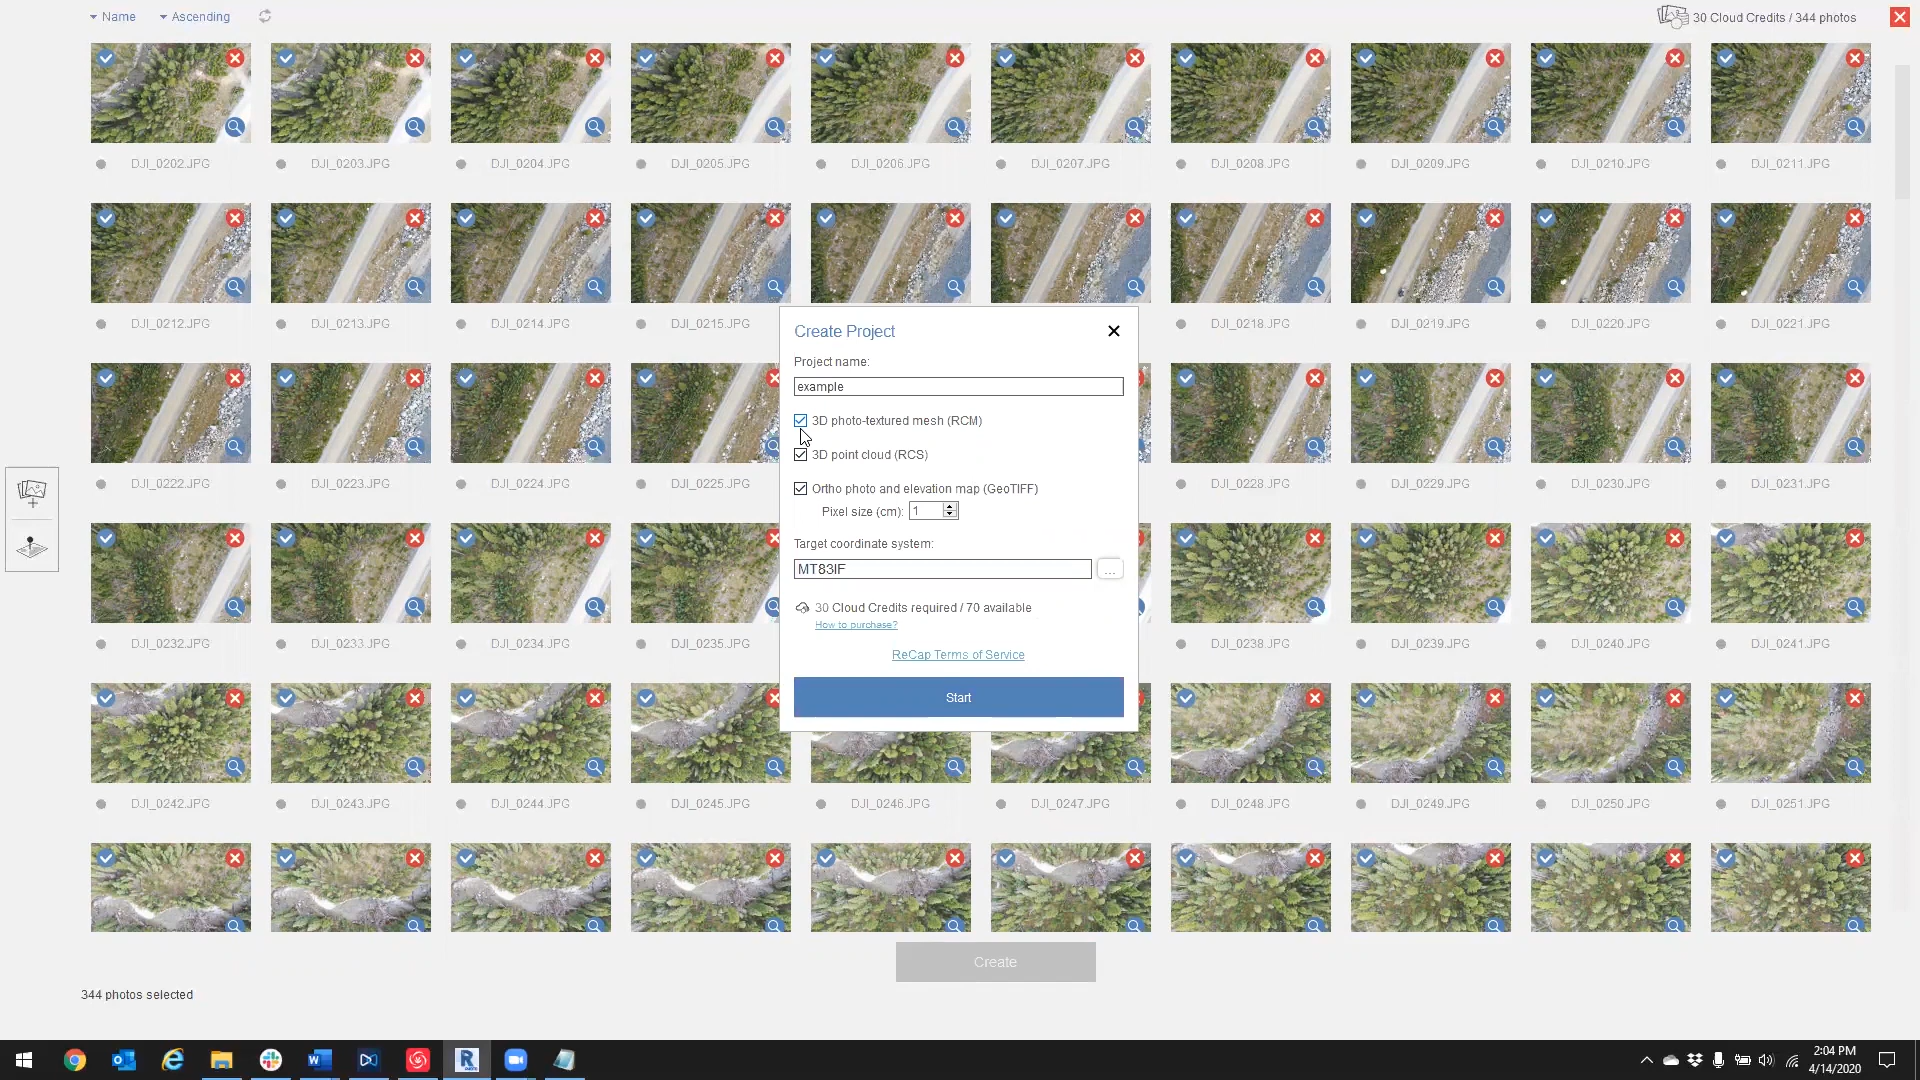 Name Ascending 30 Cloud Credits / 344 photos
DJI_0202.JPG DJI_0203.JPG DJI_0204.JPG DJI_0205.JPG DJI_0206.JPG DJI_0207.JPG DJI_0208.JPG DJI_0209.JPG DJI_0210.JPG DJI_0211.JPG
DJI_0212.JPG DJI_0213.JPG DJI_0214.JPG DJI_0215.JPG DJI_0218.JPG DJI_0219.JPG DJI_0220.JPG DJI_0221.JPG
DJI_0222.JPG DJI_0223.JPG DJI_0224.JPG DJI_0225.JPG DJI_0228.JPG DJI_0229.JPG DJI_0230.JPG DJI_0231.JPG
DJI_0232.JPG DJI_0233.JPG DJI_0234.JPG DJI_0235.JPG DJI_0238.JPG DJI_0239.JPG DJI_0240.JPG DJI_0241.JPG
DJI_0242.JPG DJI_0243.JPG DJI_0244.JPG DJI_0245.JPG DJI_0246.JPG DJI_0247.JPG DJI_0248.JPG DJI_0249.JPG DJI_0250.JPG DJI_0251.JPG
Create Project
Project name:
example
3D photo-textured mesh (RCM)
3D point cloud (RCS)
Ortho photo and elevation map (GeoTIFF)
Pixel size (cm): 1
Target coordinate system:
MT83IF ...
30 Cloud Credits required / 70 available
How to purchase?
ReCap Terms of Service
Start
Create
344 photos selected
2:04 PM
4/14/2020